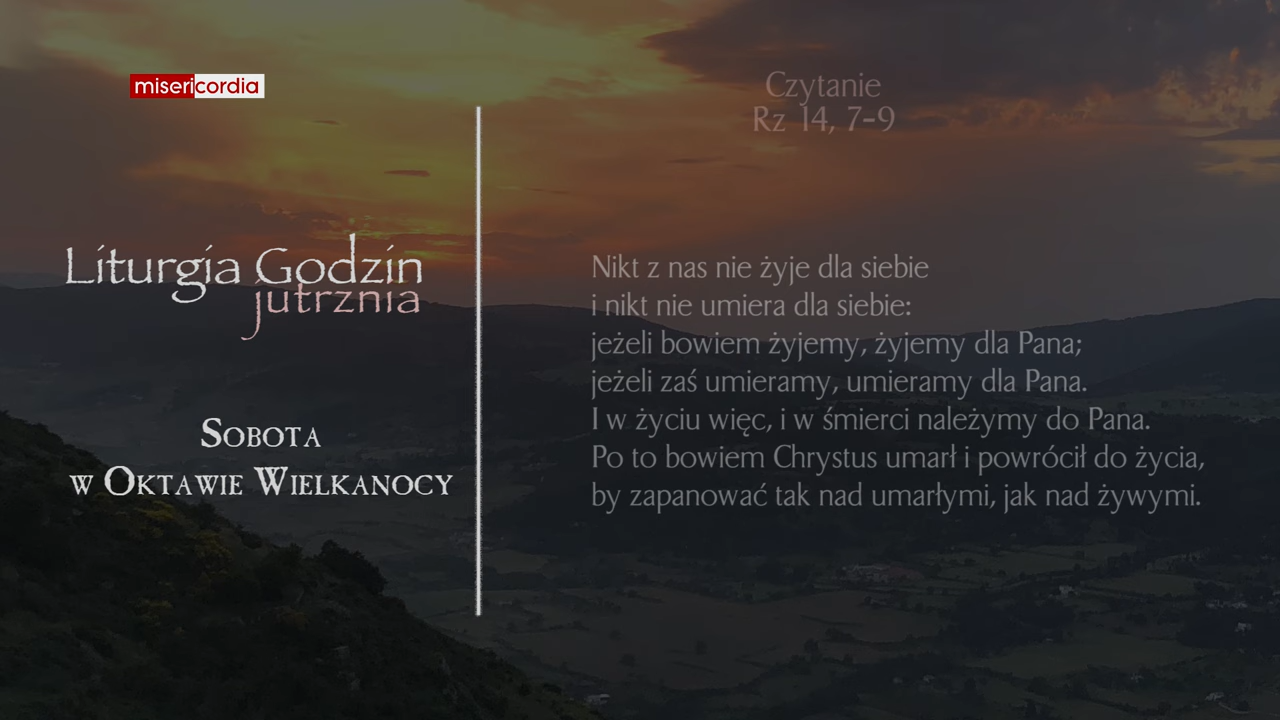 misericordia
Liturgia Godzin
jutrznia
Sobota
w Oktawie Wielkanocy
Czytanie
Rz 14, 7-9
Nikt z nas nie żyje dla siebie
i nikt nie umiera dla siebie:
jeżeli bowiem żyjemy, żyjemy dla Pana;
jeżeli zaś umieramy, umieramy dla Pana.
I w życiu więc, i w śmierci należymy do Pana.
Po to bowiem Chrystus umarł i powrócił do życia,
by zapanować tak nad umarłymi, jak nad żywymi.